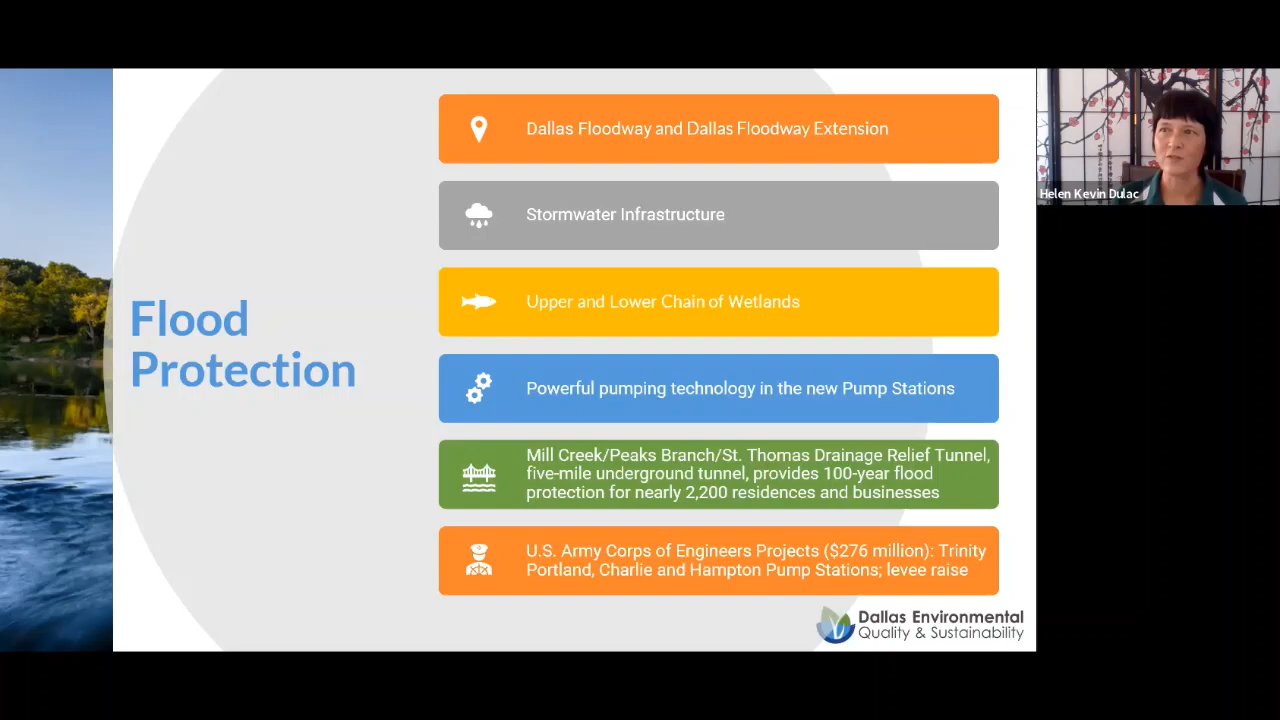 Flood
Protection
Dallas Floodway and Dallas Floodway Extension
Stormwater Infrastructure
Upper and Lower Chain of Wetlands
Powerful pumping technology in the new Pump Stations
Mill Creek/Peaks Branch/St. Thomas Drainage Relief Tunnel,
five-mile underground tunnel, provides 100-year flood
protection for nearly 2,200 residences and businesses
U.S. Army Corps of Engineers Projects ($276 million): Trinity
Portland, Charlie and Hampton Pump Stations; levee raise
Dallas Environmental
Quality & Sustainability
Helen Kevin Dulac